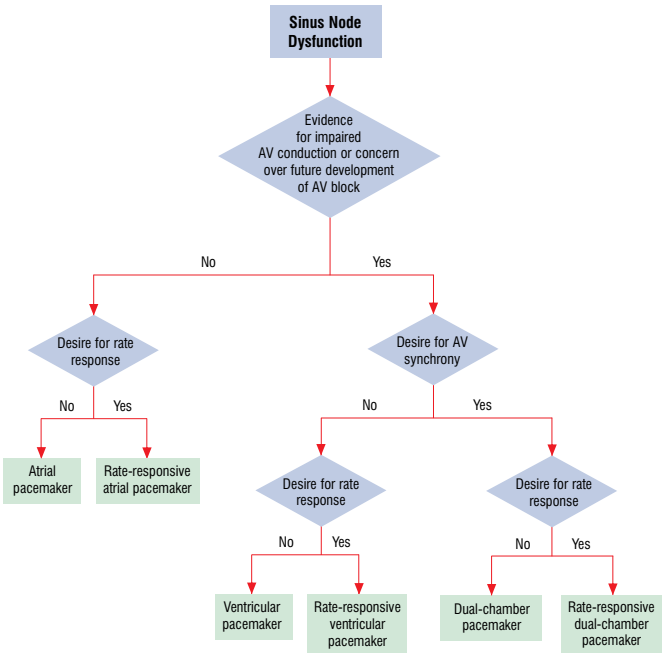 Sinus Node
Dysfunction
Evidence
for impaired
AV conduction or concern
over future development
of AV block
No
Yes
Desire for rate
response
Desire for AV
synchrony
No
Yes
No
Yes
Atrial
pacemaker
Rate-responsive
atrial pacemaker
Desire for rate
response
Desire for rate
response
No
Yes
No
Yes
Ventricular
pacemaker
Rate-responsive
ventricular
pacemaker
Dual-chamber
pacemaker
Rate-responsive
dual-chamber
pacemaker